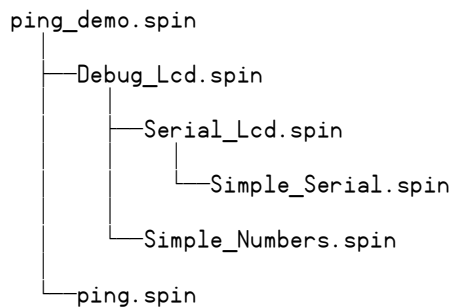 ping_demo.spin
Debug_Lcd.spin
Serial_Lcd.spin
Simple_Serial.spin
Simple_Numbers.spin
ping.spin